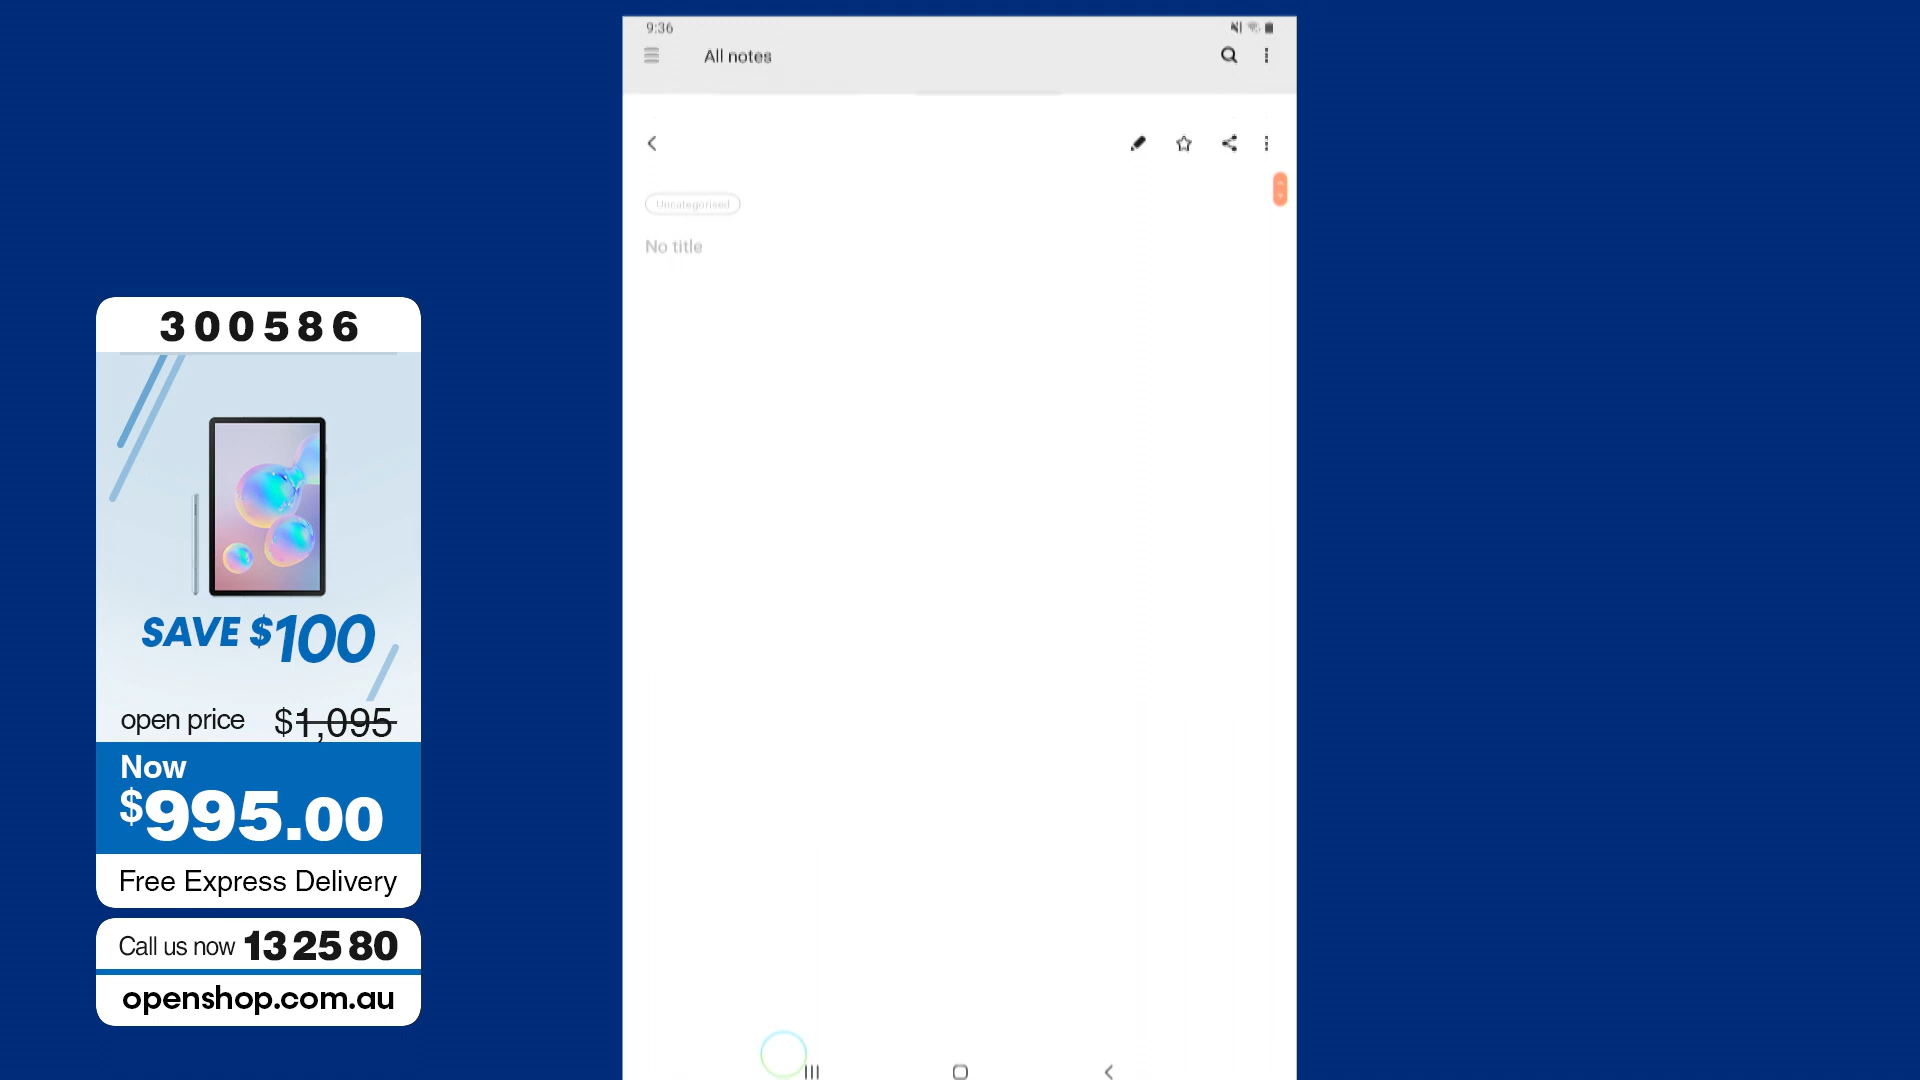 300586
SAVE $100
open price $1,095
Now
$995.00
Free Express Delivery
Call us now 13 25 80
openshop.com.au
9:36
All notes
Uncategorised
No title